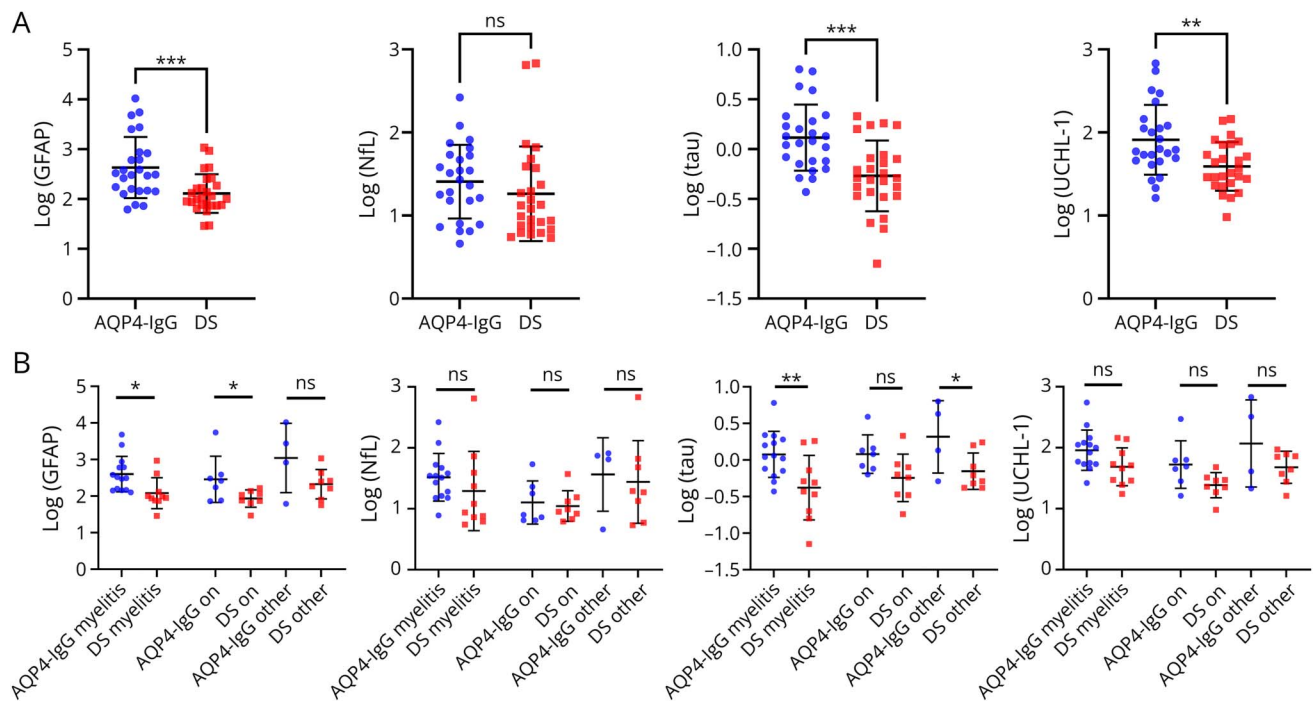 A
***
Log (GFAP)
5
4
3
2
1
0
AQP4-IgG DS
ns
Log (NfL)
3
2
1
0
AQP4-IgG DS
***
Log (tau)
1.0
0.5
0.0
−0.5
−1.0
−1.5
AQP4-IgG DS
**
Log (UCHL-1)
3
2
1
0
AQP4-IgG DS
B
* * ns
Log (GFAP)
5
4
3
2
1
0
AQP4-IgG myelitis
DS myelitis
AQP4-IgG on
DS on
AQP4-IgG other
DS other
ns ns ns
Log (NfL)
3
2
1
0
AQP4-IgG myelitis
DS myelitis
AQP4-IgG on
DS on
AQP4-IgG other
DS other
** ns *
Log (tau)
1.0
0.5
0.0
−0.5
−1.0
−1.5
AQP4-IgG myelitis
DS myelitis
AQP4-IgG on
DS on
AQP4-IgG other
DS other
ns ns ns
Log (UCHL-1)
3
2
1
0
AQP4-IgG myelitis
DS myelitis
AQP4-IgG on
DS on
AQP4-IgG other
DS other